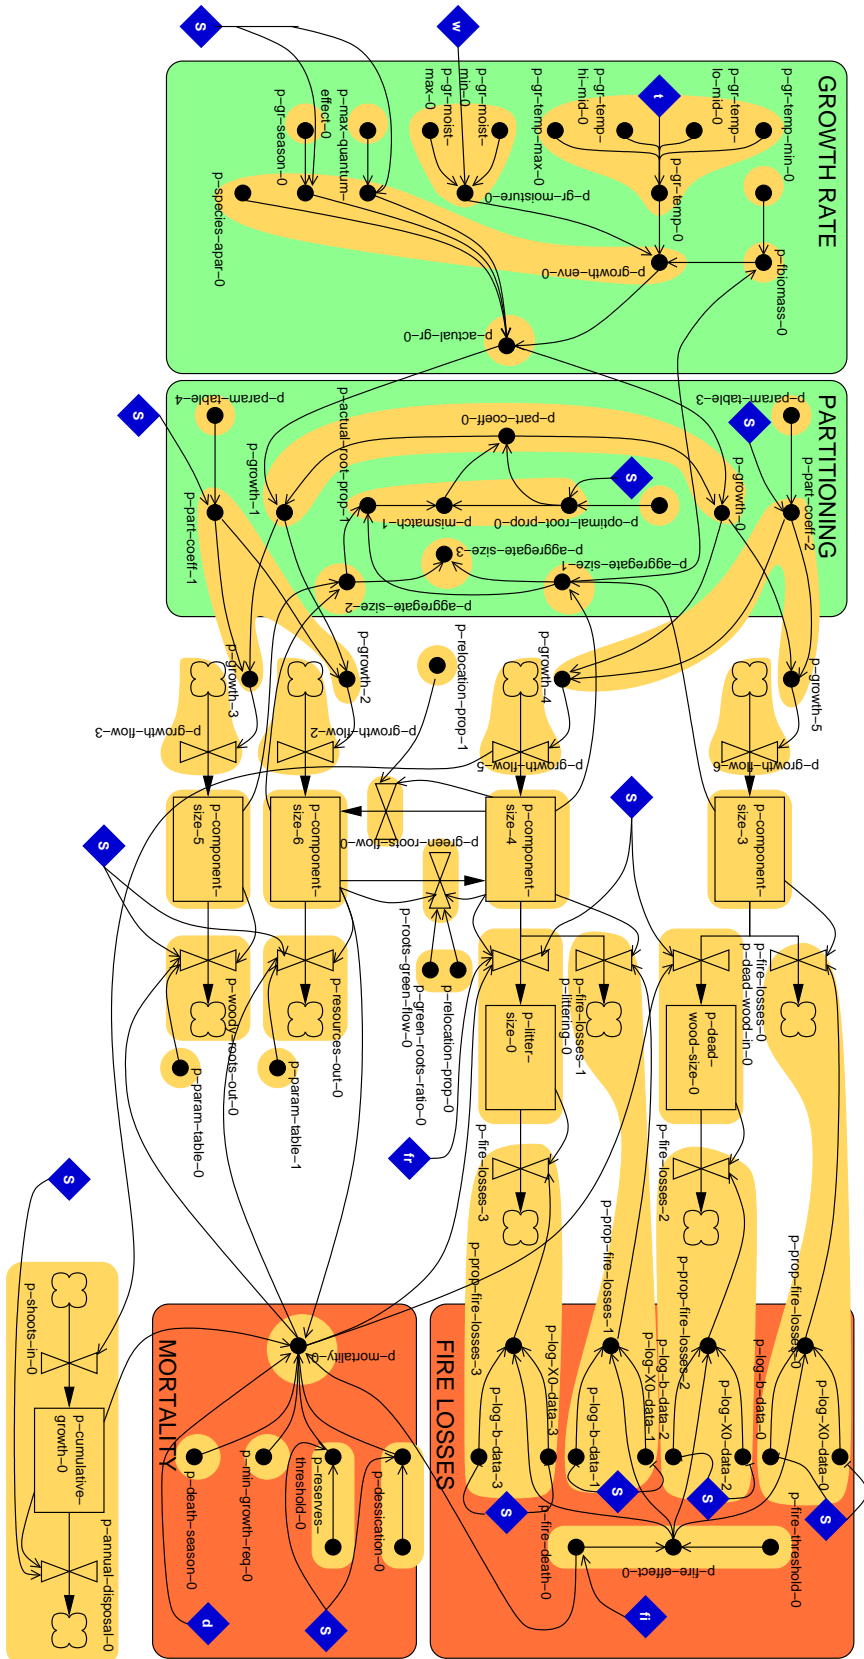 S
w
GROWTH RATE
t
p-gr-temp-min-0
p-gr-temp-
lo-mid-0
p-gr-temp-
hi-mid-0
p-gr-temp-max-0
p-gr-moist-
min-0
p-gr-moist-
max-0
p-max-quantum-
effect-0
p-gr-season-0
p-species-apar-0
p-gr-moisture-0
p-gr-temp-0
p-fbiomass-0
p-growth-env-0
p-actual-gr-0
PARTITIONING
p-param-table-3
p-param-table-4
S
S
S
p-part-coeff-0
p-part-coeff-2
p-part-coeff-1
p-growth-0
p-growth-1
p-actual-root-prop-1
p-mismatch-1
p-optimal-root-prop-0
p-aggregate-size-1
p-aggregate-size-3
p-aggregate-size-2
p-growth-3
p-growth-2
p-growth-4
p-growth-5
p-relocation-prop-1
p-growth-flow-3
p-growth-flow-2
p-growth-flow-5
p-growth-flow-6
p-component-
size-5
p-component-
size-6
p-component-
size-4
p-component-
size-3
p-green-roots-flow-0
p-roots-green-flow-0
p-green-roots-ratio-0
p-relocation-prop-0
S
S
p-woody-roots-out-0
p-resources-out-0
p-littering-0
p-fire-losses-1
p-dead-wood-in-0
p-fire-losses-0
p-param-table-0
p-param-table-1
p-litter-
size-0
p-dead-
wood-size-0
fr
S
p-fire-losses-3
p-fire-losses-2
p-shoots-in-0
p-cumulative-
growth-0
p-annual-disposal-0
MORTALITY
p-mortality-0
p-death-season-0
p-min-growth-req-0
p-reserves-
threshold-0
p-dessication-0
d
S
FIRE LOSSES
p-prop-fire-losses-3
p-prop-fire-losses-1
p-prop-fire-losses-2
p-prop-fire-losses-0
p-log-b-data-3
p-log-X0-data-3
p-log-b-data-1
p-log-X0-data-1
p-log-b-data-2
p-log-X0-data-2
p-log-b-data-0
p-log-X0-data-0
S
S
S
S
p-fire-death-0
p-fire-effect-0
p-fire-threshold-0
fi